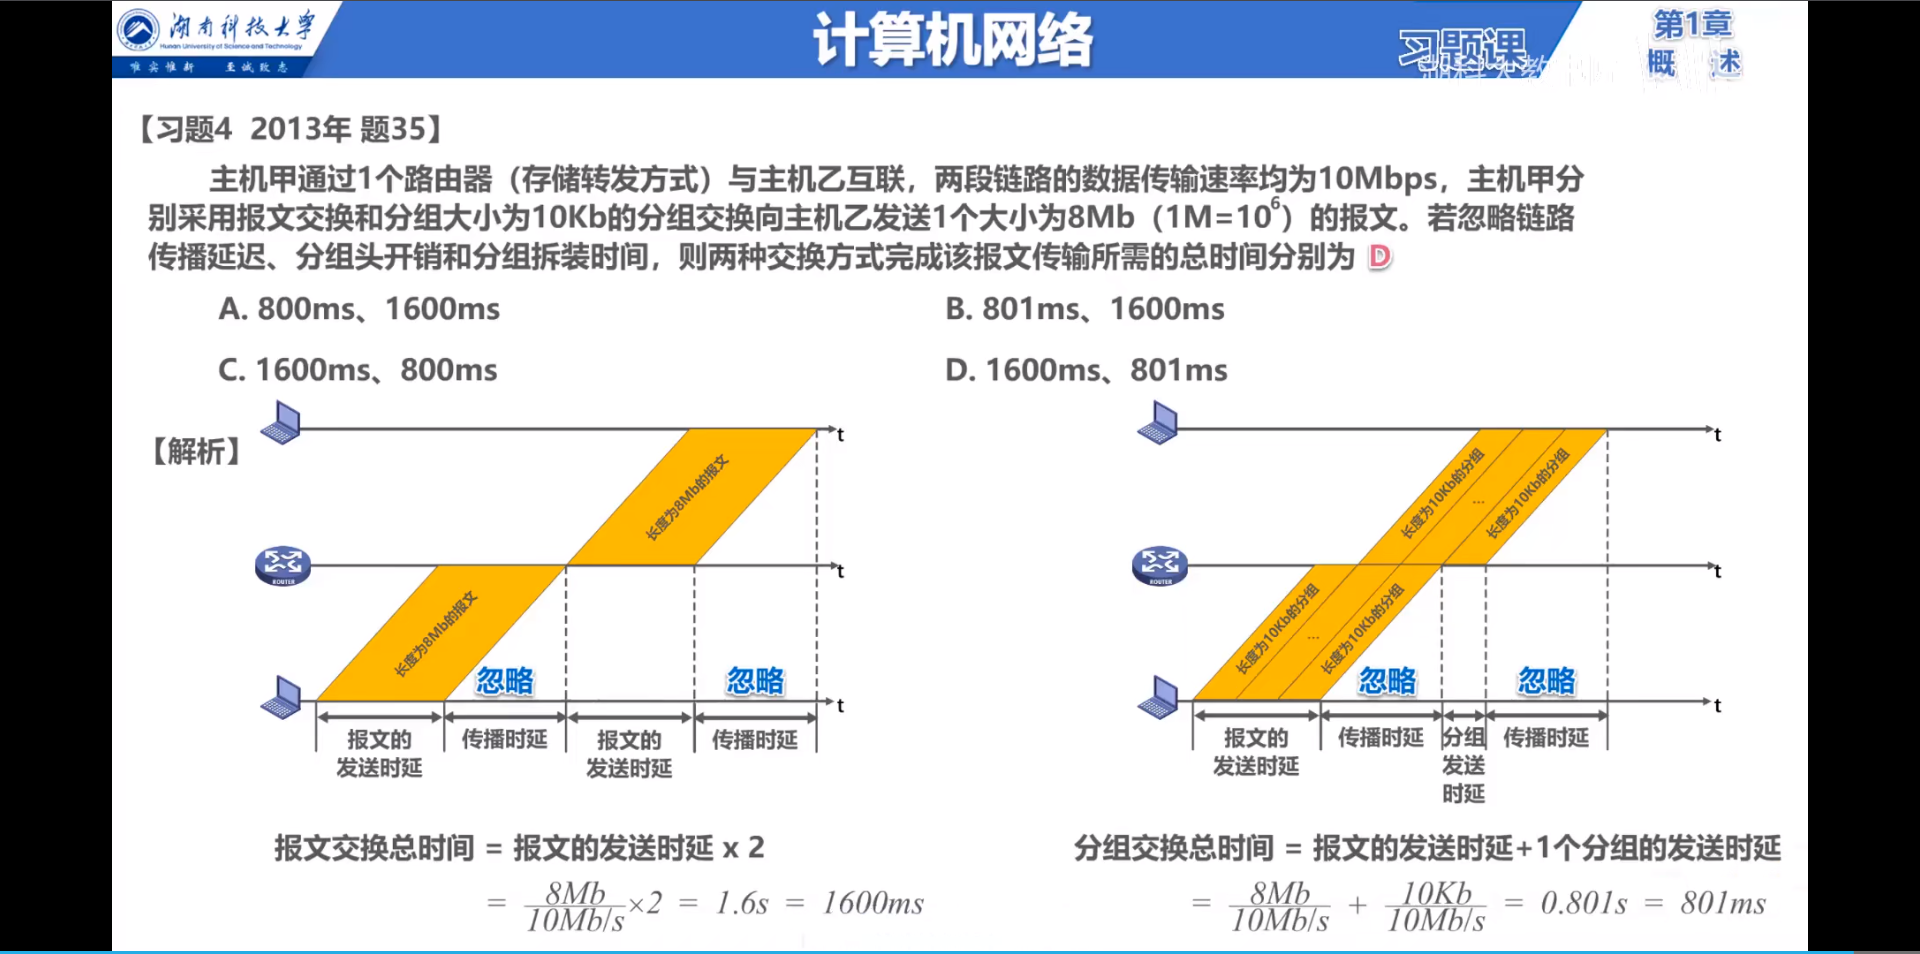 湖南科技大学
Hunan University of Science and Technology
唯实惟新 至诚致志
计算机网络
习题课
第1章
概 述
【习题4 2013年 题35】
主机甲通过1个路由器（存储转发方式）与主机乙互联，两段链路的数据传输速率均为10Mbps，主机甲分
别采用报文交换和分组大小为10Kb的分组交换向主机乙发送1个大小为8Mb（1M=10⁶）的报文。若忽略链路
传播延迟、分组头开销和分组拆装时间，则两种交换方式完成该报文传输所需的总时间分别为 D
A. 800ms、1600ms
B. 801ms、1600ms
C. 1600ms、800ms
D. 1600ms、801ms
【解析】
t
长度为8Mb的报文
ROUTER
t
长度为8Mb的报文
忽略
忽略
t
报文的
发送时延
传播时延
报文的
发送时延
传播时延
报文交换总时间 = 报文的发送时延 x 2
= 8Mb/10Mb/s ×2 = 1.6s = 1600ms
t
长度为10Kb的分组
...
长度为10Kb的分组
ROUTER
t
长度为10Kb的分组
...
长度为10Kb的分组
忽略
忽略
t
报文的
发送时延
传播时延
分组
发送
时延
传播时延
分组交换总时间 = 报文的发送时延+1个分组的发送时延
= 8Mb/10Mb/s + 10Kb/10Mb/s = 0.801s = 801ms